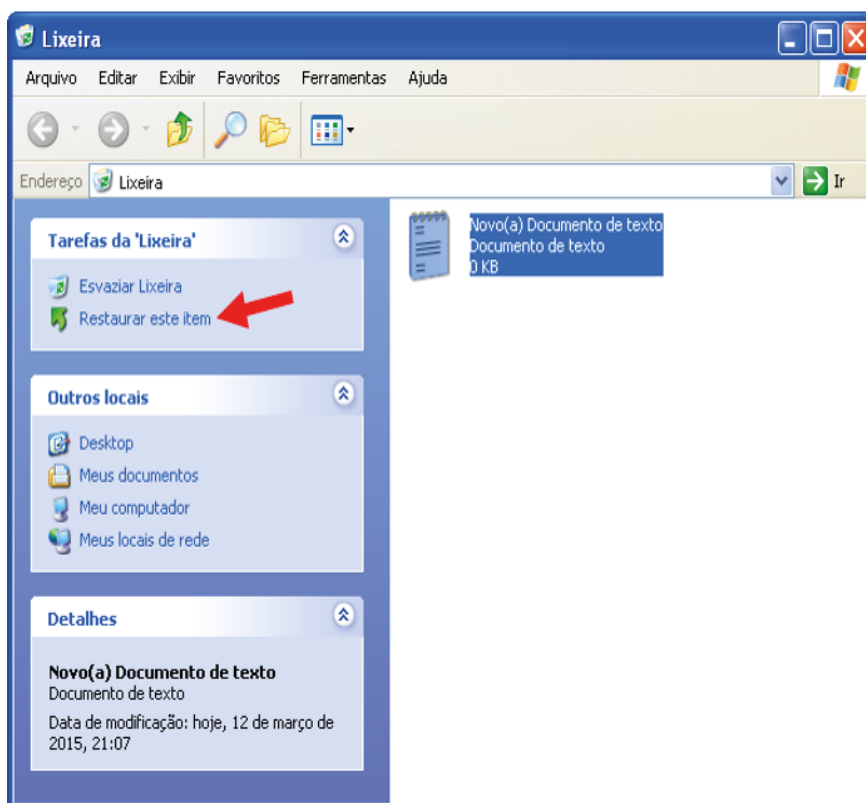 Lixeira
Arquivo Editar Exibir Favoritos Ferramentas Ajuda
Endereço Lixeira Ir
Tarefas da 'Lixeira'
Esvaziar Lixeira
Restaurar este item
Outros locais
Desktop
Meus documentos
Meu computador
Meus locais de rede
Detalhes
Novo(a) Documento de texto
Documento de texto
Data de modificação: hoje, 12 de março de
2015, 21:07
Novo(a) Documento de texto
Documento de texto
0 KB